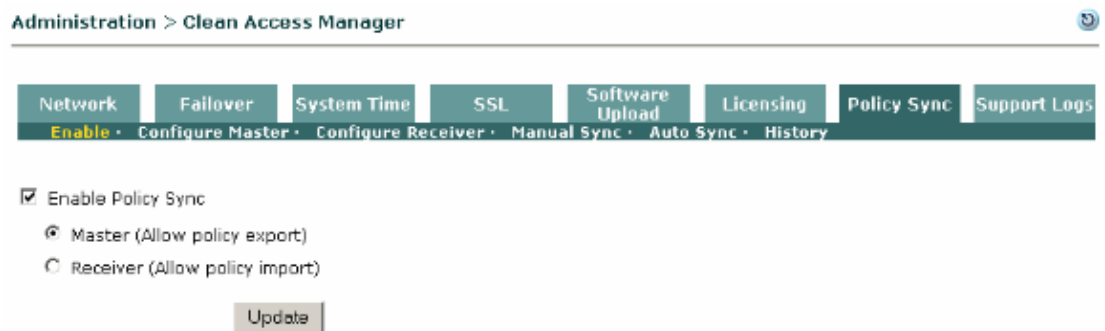 Administration > Clean Access Manager
Network Failover System Time SSL Software Upload Licensing Policy Sync Support Logs
Enable · Configure Master · Configure Receiver · Manual Sync · Auto Sync · History
Enable Policy Sync
Master (Allow policy export)
Receiver (Allow policy import)
Update